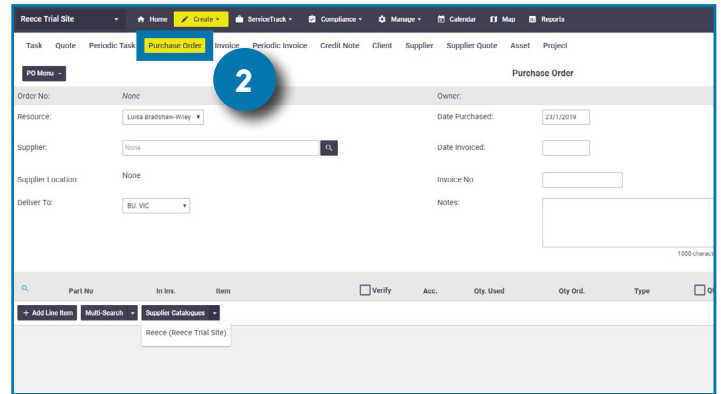 Reece Trial Site Home Create ServiceTrack Compliance Manage Calendar Map Reports
Task Quote Periodic Task Purchase Order Invoice Periodic Invoice Credit Note Client Supplier Supplier Quote Asset Project
2
PO Menu Purchase Order
Order No: None Owner:
Resource: Luisa Bradshaw-Wiley Date Purchased: 23/1/2019
Supplier: None Date Invoiced:
Supplier Location: None Invoice No:
Deliver To: BU. VIC Notes:
1000 charact
Part No In Inv. Item Verify Acc. Qty. Used Qty Ord. Type Qt
+ Add Line Item Multi-Search Supplier Catalogues
Reece (Reece Trial Site)